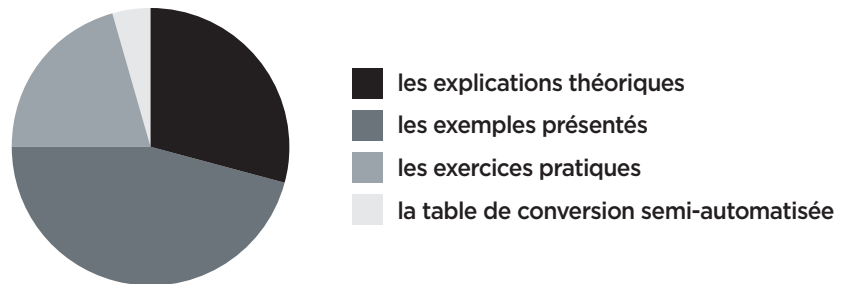 les explications théoriques
les exemples présentés
les exercices pratiques
la table de conversion semi-automatisée